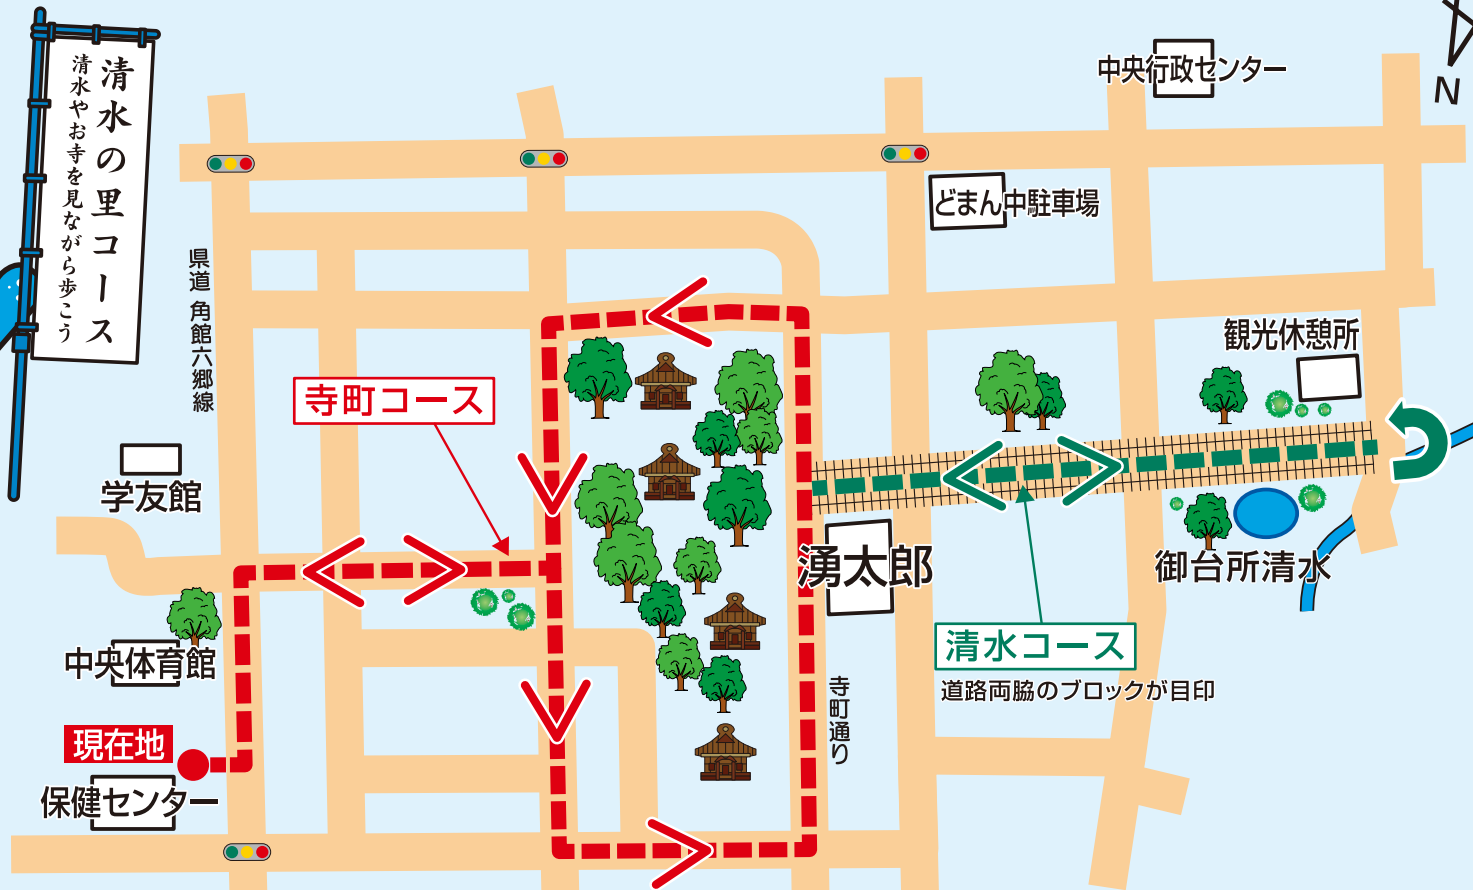 清水の里コース
清水やお寺を見ながら歩こう
中央行政センター
N
どまん中駐車場
県道 角館六郷線
観光休憩所
寺町コース
学友館
湧太郎
御台所清水
清水コース
道路両脇のブロックが目印
中央体育館
寺町通り
現在地
保健センター